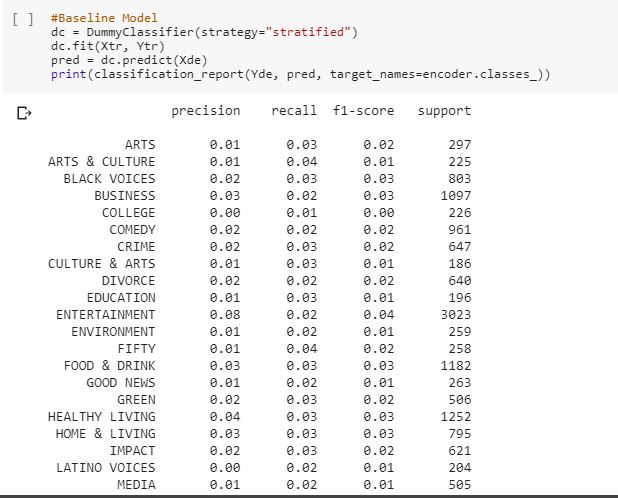 [ ] #Baseline Model
dc = DummyClassifier(strategy="stratified")
dc.fit(Xtr, Ytr)
pred = dc.predict(Xde)
print(classification_report(Yde, pred, target_names=encoder.classes_))
precision recall f1-score support
ARTS 0.01 0.03 0.02 297
ARTS & CULTURE 0.01 0.04 0.01 225
BLACK VOICES 0.02 0.03 0.03 803
BUSINESS 0.03 0.02 0.03 1097
COLLEGE 0.00 0.01 0.00 226
COMEDY 0.02 0.02 0.02 961
CRIME 0.02 0.03 0.02 647
CULTURE & ARTS 0.01 0.03 0.01 186
DIVORCE 0.02 0.02 0.02 640
EDUCATION 0.01 0.03 0.01 196
ENTERTAINMENT 0.08 0.02 0.04 3023
ENVIRONMENT 0.01 0.02 0.01 259
FIFTY 0.01 0.04 0.02 258
FOOD & DRINK 0.03 0.03 0.03 1182
GOOD NEWS 0.01 0.02 0.01 263
GREEN 0.02 0.03 0.02 506
HEALTHY LIVING 0.04 0.03 0.03 1252
HOME & LIVING 0.03 0.03 0.03 795
IMPACT 0.02 0.03 0.02 621
LATINO VOICES 0.00 0.02 0.01 204
MEDIA 0.01 0.02 0.01 505